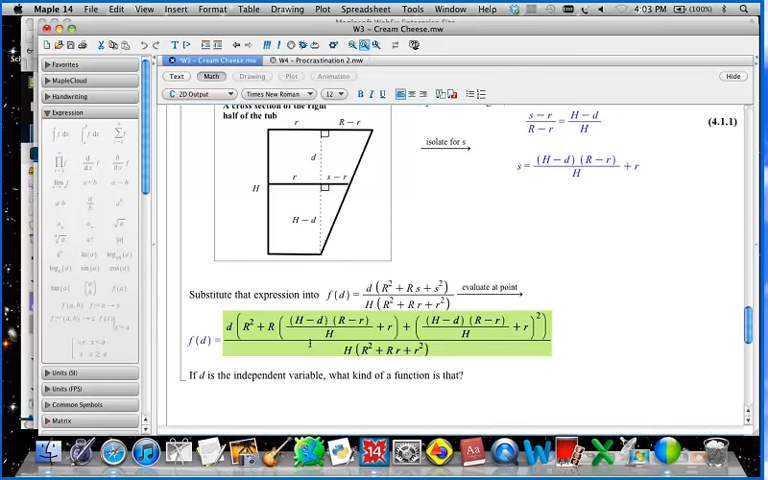 Maple 14 File Edit View Insert Format Table Drawing Plot Spreadsheet Tools Window Help 4:03 PM (100%)
W3 - Cream Cheese.mw
*W3 - Cream Cheese.mw W4 - Procrastination 2.mw
Text Math Drawing Plot Animation Hide
2D Output Times New Roman 12 B I U
Favorites
MapleCloud
Handwriting
Expression
Units (SI)
Units (FPS)
Common Symbols
Matrix
A cross section of the right
half of the tub
r R − r
d
r s − r
H
H − d
(s − r)/(R − r) = (H − d)/H (4.1.1)
isolate for s
s = ((H − d) (R − r))/H + r
Substitute that expression into f(d) = (d (R² + R s + s²))/(H (R² + R r + r²)) evaluate at point
f(d) = (d (R² + R (((H − d) (R − r))/H + r) + (((H − d) (R − r))/H + r)²))/(H (R² + R r + r²))
If d is the independent variable, what kind of a function is that?